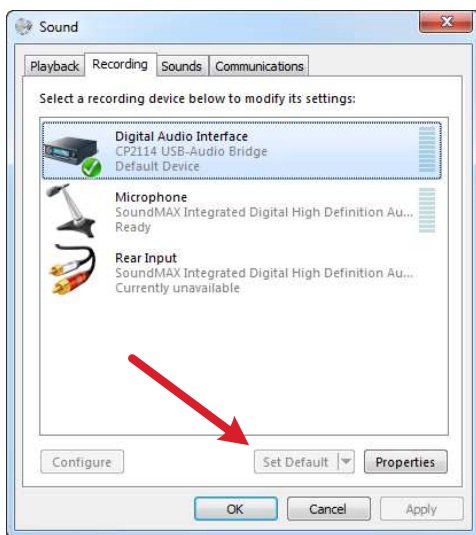 Sound
Playback Recording Sounds Communications
Select a recording device below to modify its settings:
Digital Audio Interface
CP2114 USB-Audio Bridge
Default Device
Microphone
SoundMAX Integrated Digital High Definition Au...
Ready
Rear Input
SoundMAX Integrated Digital High Definition Au...
Currently unavailable
Configure Set Default Properties
OK Cancel Apply